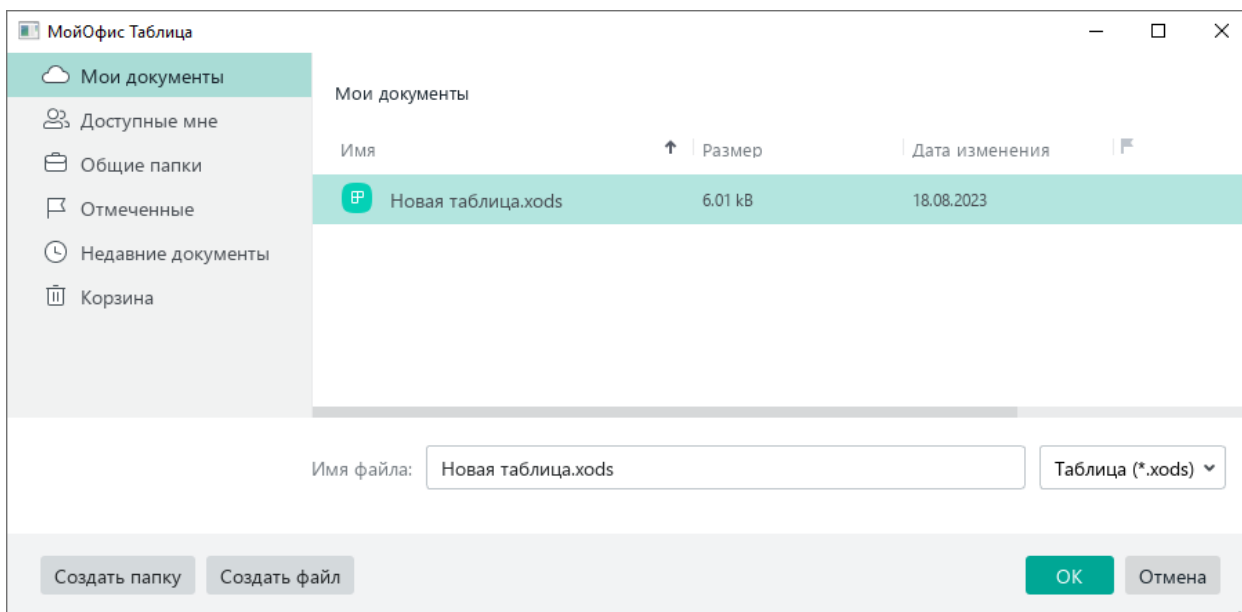 МойОфис Таблица
Мои документы
Доступные мне
Общие папки
Отмеченные
Недавние документы
Корзина
Мои документы
Имя Размер Дата изменения
Новая таблица.xods 6.01 kB 18.08.2023
Имя файла: Новая таблица.xods Таблица (*.xods)
Создать папку Создать файл OK Отмена